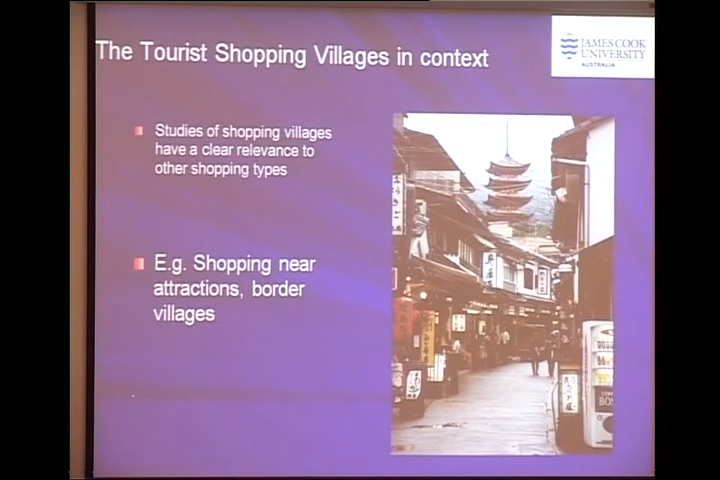 The Tourist Shopping Villages in context
JAMES COOK
UNIVERSITY
AUSTRALIA
Studies of shopping villages
have a clear relevance to
other shopping types
E.g. Shopping near
attractions, border
villages